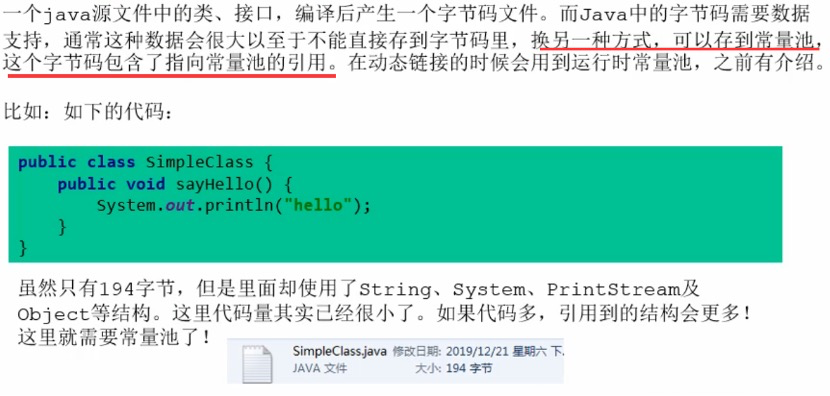 一个java源文件中的类、接口，编译后产生一个字节码文件。而Java中的字节码需要数据
支持，通常这种数据会很大以至于不能直接存到字节码里，换另一种方式，可以存到常量池，
这个字节码包含了指向常量池的引用。在动态链接的时候会用到运行时常量池，之前有介绍。
比如：如下的代码：
public class SimpleClass {
    public void sayHello() {
        System.out.println("hello");
    }
}
虽然只有194字节，但是里面却使用了String、System、PrintStream及
Object等结构。这里代码量其实已经很小了。如果代码多，引用到的结构会更多！
这里就需要常量池了！
SimpleClass.java 修改日期: 2019/12/21 星期六 下...
JAVA 文件 大小: 194 字节